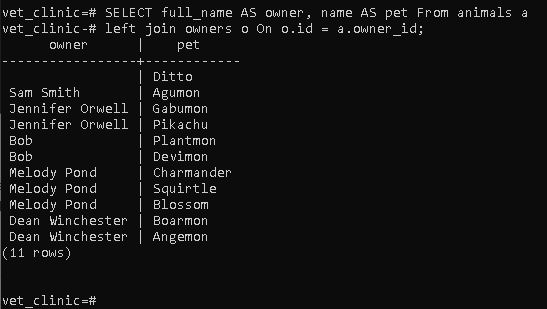 vet_clinic=# SELECT full_name AS owner, name AS pet From animals a
vet_clinic-# left join owners o On o.id = a.owner_id;
      owner      |    pet
-----------------+------------
                 | Ditto
 Sam Smith       | Agumon
 Jennifer Orwell | Gabumon
 Jennifer Orwell | Pikachu
 Bob             | Plantmon
 Bob             | Devimon
 Melody Pond     | Charmander
 Melody Pond     | Squirtle
 Melody Pond     | Blossom
 Dean Winchester | Boarmon
 Dean Winchester | Angemon
(11 rows)
vet_clinic=#